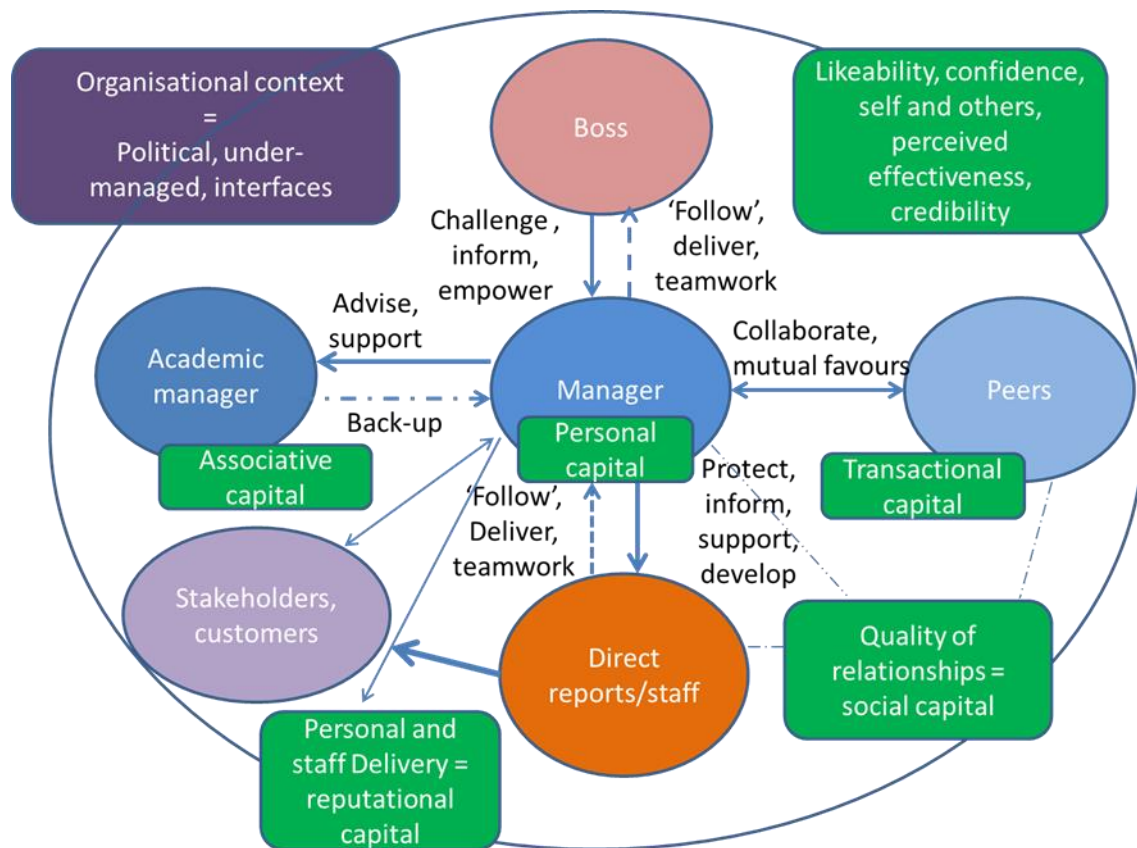 Organisational context
=
Political, under-
managed, interfaces
Boss
Likeability, confidence,
self and others,
perceived
effectiveness,
credibility
Challenge ,
inform,
empower
‘Follow’,
deliver,
teamwork
Academic
manager
Advise,
support
Back-up
Associative
capital
Manager
Personal
capital
Collaborate,
mutual favours
Peers
Transactional
capital
‘Follow’,
Deliver,
teamwork
Protect,
inform,
support,
develop
Stakeholders,
customers
Direct
reports/staff
Quality of
relationships =
social capital
Personal and
staff Delivery =
reputational
capital